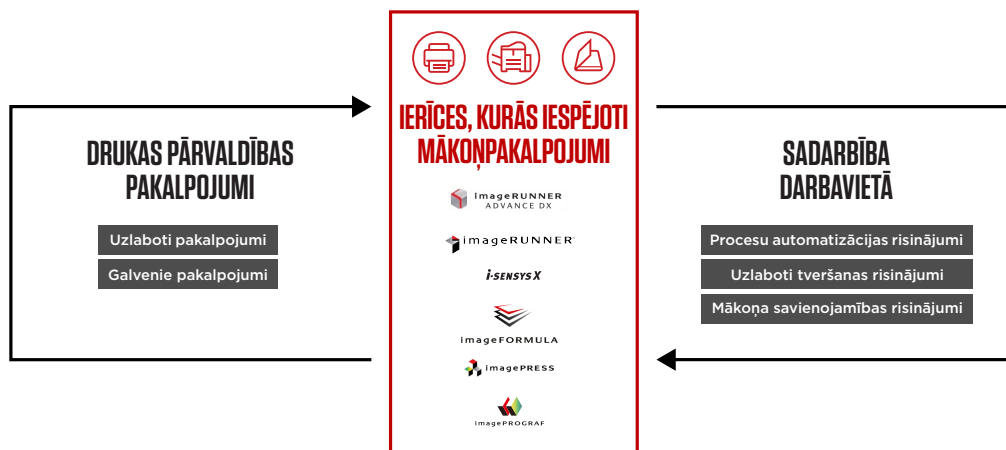 DRUKAS PĀRVALDĪBAS
PAKALPOJUMI
Uzlaboti pakalpojumi
Galvenie pakalpojumi
IERĪCES, KURĀS IESPĒJOTI
MĀKOŅPAKALPOJUMI
imageRUNNER
ADVANCE DX
imageRUNNER
i-SENSYS X
imageFORMULA
imagePRESS
imagePROGRAF
SADARBĪBA
DARBAVIETĀ
Procesu automatizācijas risinājumi
Uzlaboti tveršanas risinājumi
Mākoņa savienojamības risinājumi